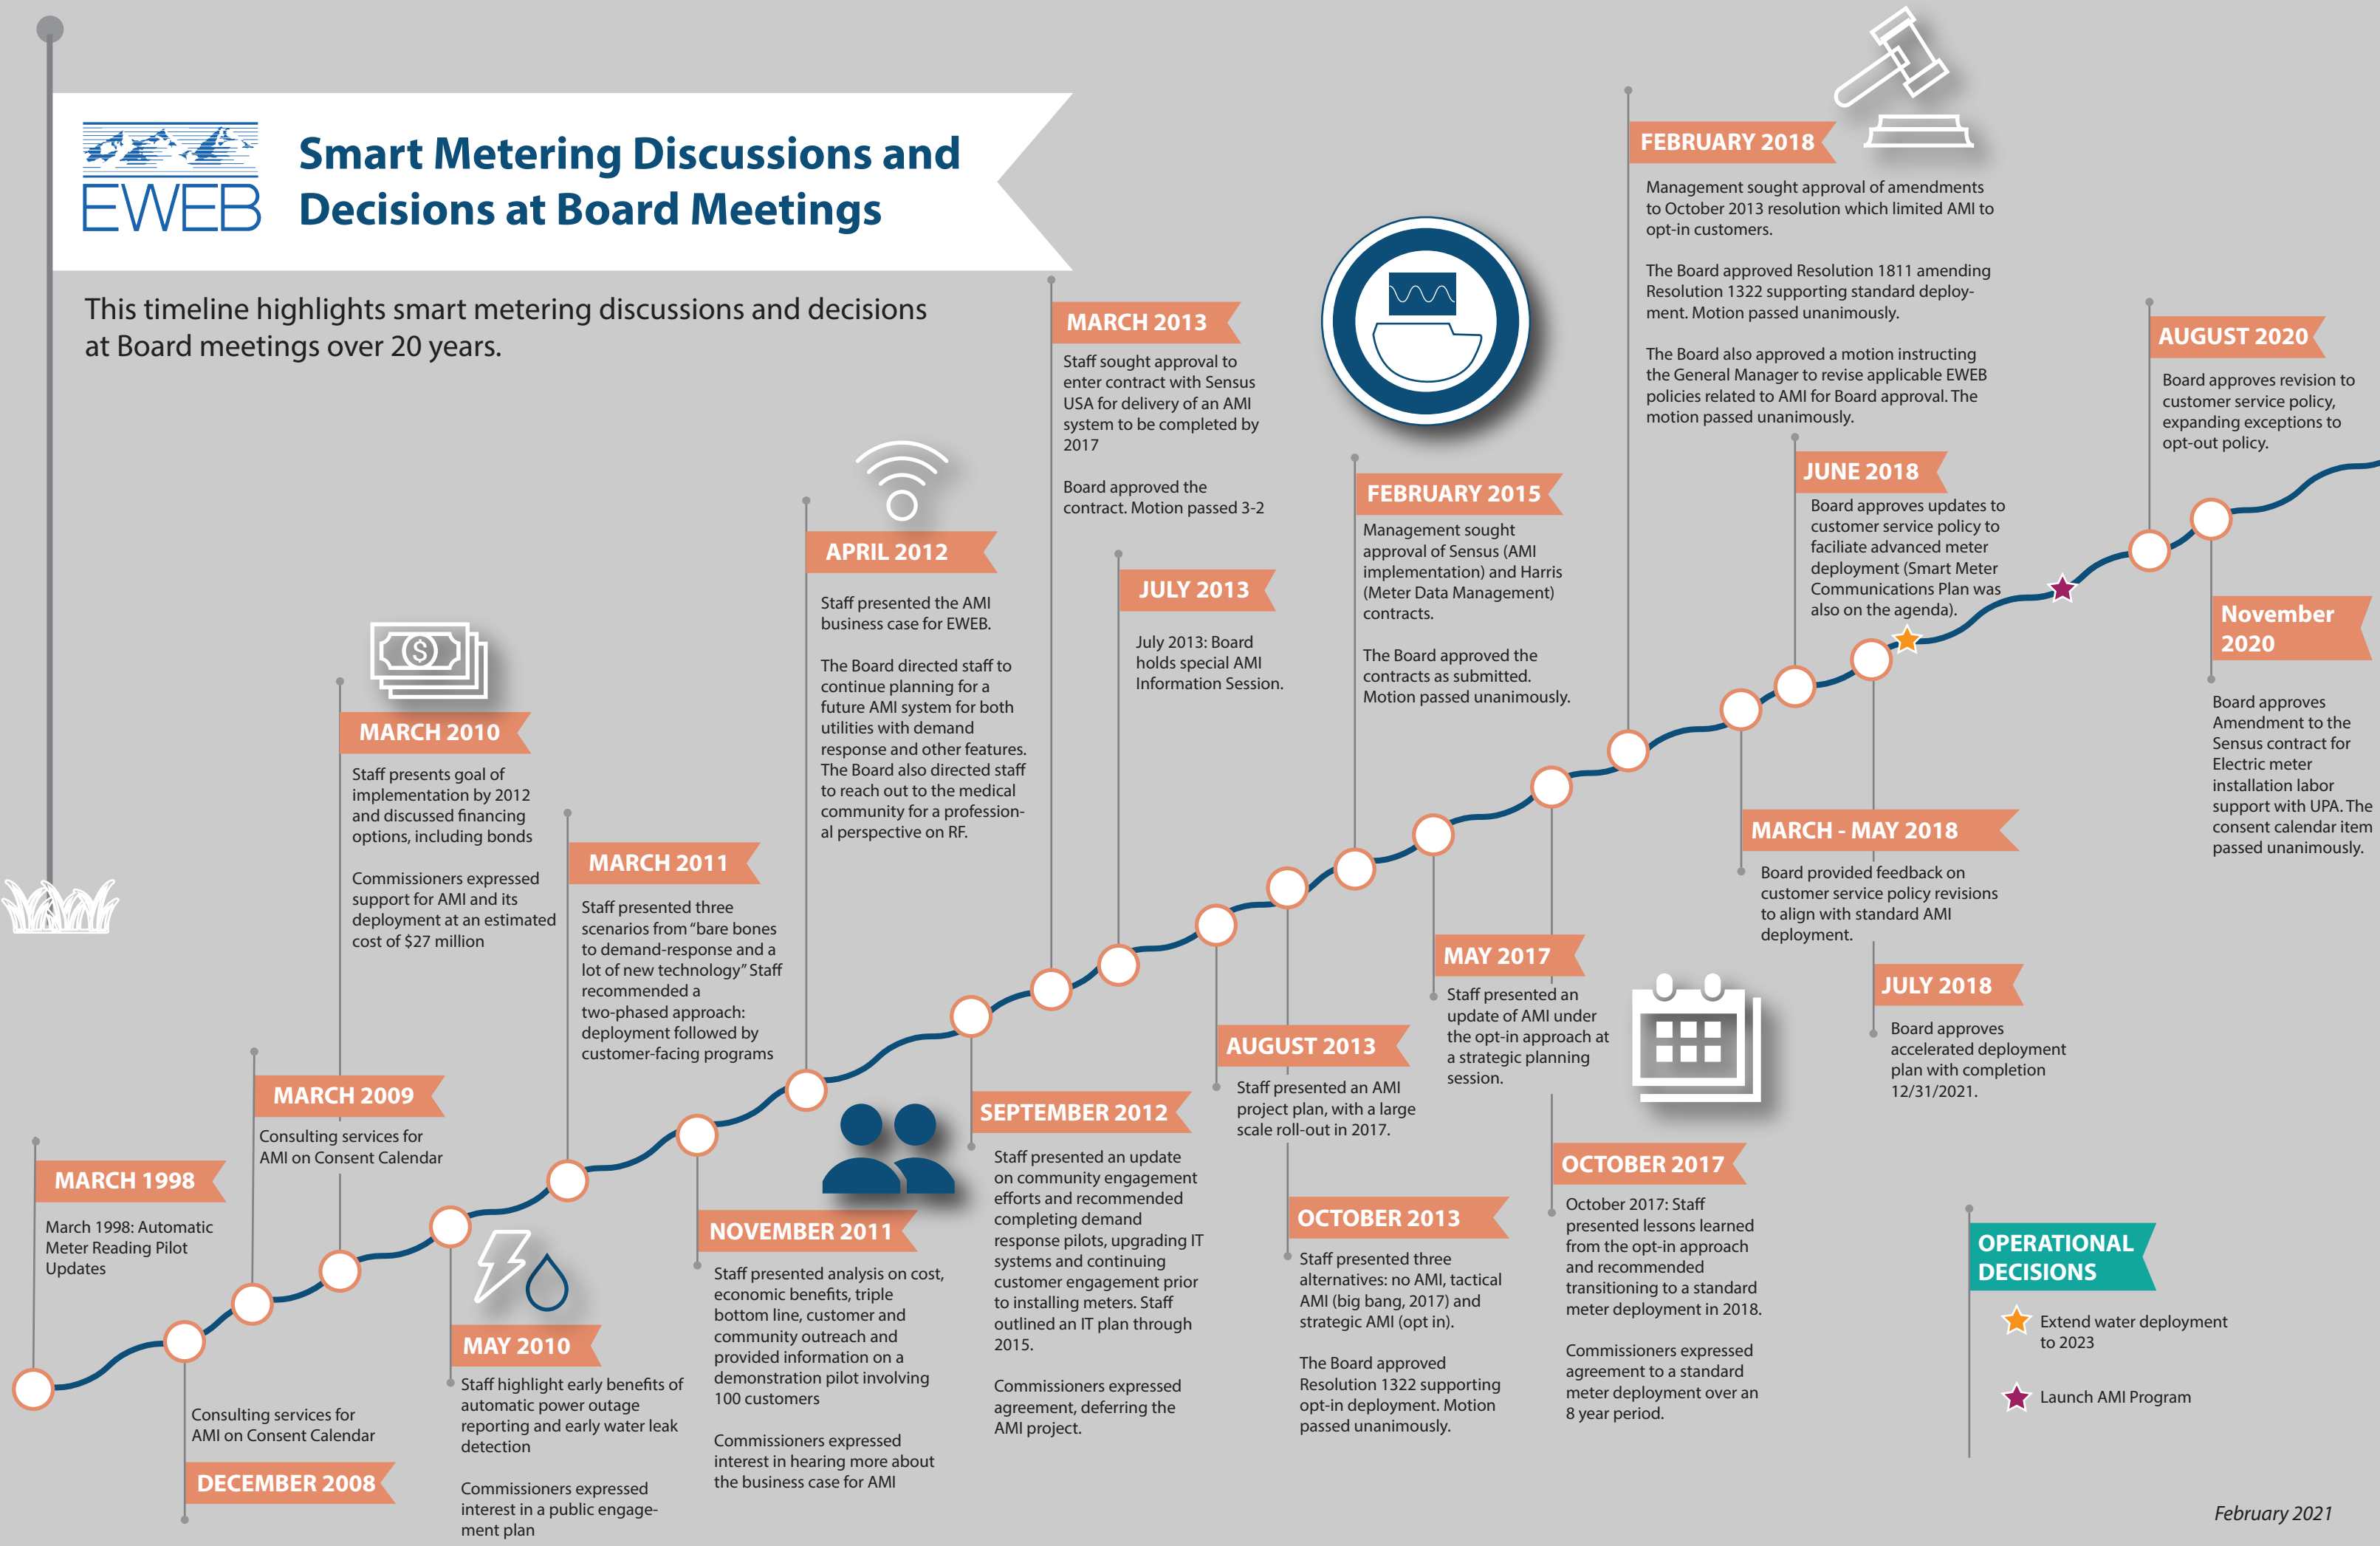 EWEB
Smart Metering Discussions and
Decisions at Board Meetings
This timeline highlights smart metering discussions and decisions
at Board meetings over 20 years.
MARCH 1998
March 1998: Automatic
Meter Reading Pilot
Updates
Consulting services for
AMI on Consent Calendar
DECEMBER 2008
MARCH 2009
Consulting services for
AMI on Consent Calendar
$
MARCH 2010
Staff presents goal of
implementation by 2012
and discussed financing
options, including bonds
Commissioners expressed
support for AMI and its
deployment at an estimated
cost of $27 million
MAY 2010
Staff highlight early benefits of
automatic power outage
reporting and early water leak
detection
Commissioners expressed
interest in a public engage-
ment plan
MARCH 2011
Staff presented three
scenarios from “bare bones
to demand-response and a
lot of new technology” Staff
recommended a
two-phased approach:
deployment followed by
customer-facing programs
NOVEMBER 2011
Staff presented analysis on cost,
economic benefits, triple
bottom line, customer and
community outreach and
provided information on a
demonstration pilot involving
100 customers
Commissioners expressed
interest in hearing more about
the business case for AMI
APRIL 2012
Staff presented the AMI
business case for EWEB.
The Board directed staff to
continue planning for a
future AMI system for both
utilities with demand
response and other features.
The Board also directed staff
to reach out to the medical
community for a profession-
al perspective on RF.
SEPTEMBER 2012
Staff presented an update
on community engagement
efforts and recommended
completing demand
response pilots, upgrading IT
systems and continuing
customer engagement prior
to installing meters. Staff
outlined an IT plan through
2015.
Commissioners expressed
agreement, deferring the
AMI project.
MARCH 2013
Staff sought approval to
enter contract with Sensus
USA for delivery of an AMI
system to be completed by
2017
Board approved the
contract. Motion passed 3-2
JULY 2013
July 2013: Board
holds special AMI
Information Session.
AUGUST 2013
Staff presented an AMI
project plan, with a large
scale roll-out in 2017.
OCTOBER 2013
Staff presented three
alternatives: no AMI, tactical
AMI (big bang, 2017) and
strategic AMI (opt in).
The Board approved
Resolution 1322 supporting
opt-in deployment. Motion
passed unanimously.
FEBRUARY 2015
Management sought
approval of Sensus (AMI
implementation) and Harris
(Meter Data Management)
contracts.
The Board approved the
contracts as submitted.
Motion passed unanimously.
MAY 2017
Staff presented an
update of AMI under
the opt-in approach at
a strategic planning
session.
OCTOBER 2017
October 2017: Staff
presented lessons learned
from the opt-in approach
and recommended
transitioning to a standard
meter deployment in 2018.
Commissioners expressed
agreement to a standard
meter deployment over an
8 year period.
FEBRUARY 2018
Management sought approval of amendments
to October 2013 resolution which limited AMI to
opt-in customers.
The Board approved Resolution 1811 amending
Resolution 1322 supporting standard deploy-
ment. Motion passed unanimously.
The Board also approved a motion instructing
the General Manager to revise applicable EWEB
policies related to AMI for Board approval. The
motion passed unanimously.
MARCH - MAY 2018
Board provided feedback on
customer service policy revisions
to align with standard AMI
deployment.
JUNE 2018
Board approves updates to
customer service policy to
faciliate advanced meter
deployment (Smart Meter
Communications Plan was
also on the agenda).
JULY 2018
Board approves
accelerated deployment
plan with completion
12/31/2021.
AUGUST 2020
Board approves revision to
customer service policy,
expanding exceptions to
opt-out policy.
November
2020
Board approves
Amendment to the
Sensus contract for
Electric meter
installation labor
support with UPA. The
consent calendar item
passed unanimously.
OPERATIONAL
DECISIONS
Extend water deployment
to 2023
Launch AMI Program
February 2021